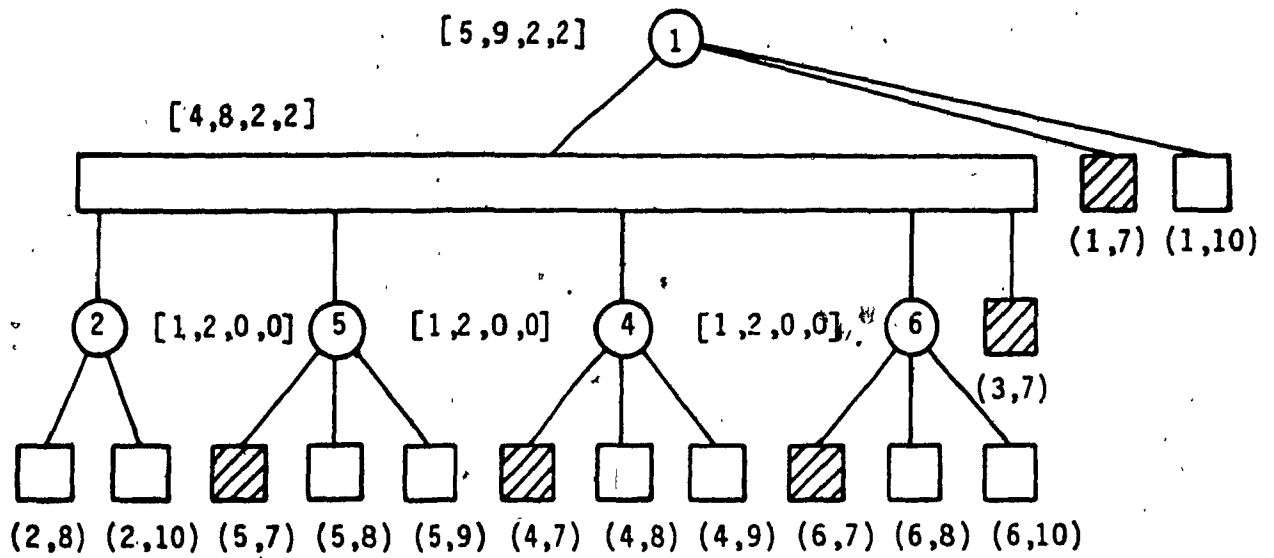 [5,9,2,2] 1
[4,8,2,2]
(1,7) (1,10)
2 [1,2,0,0] 5 [1,2,0,0] 4 [1,2,0,0] 6
(3,7)
(2,8) (2,10) (5,7) (5,8) (5,9) (4,7) (4,8) (4,9) (6,7) (6,8) (6,10)